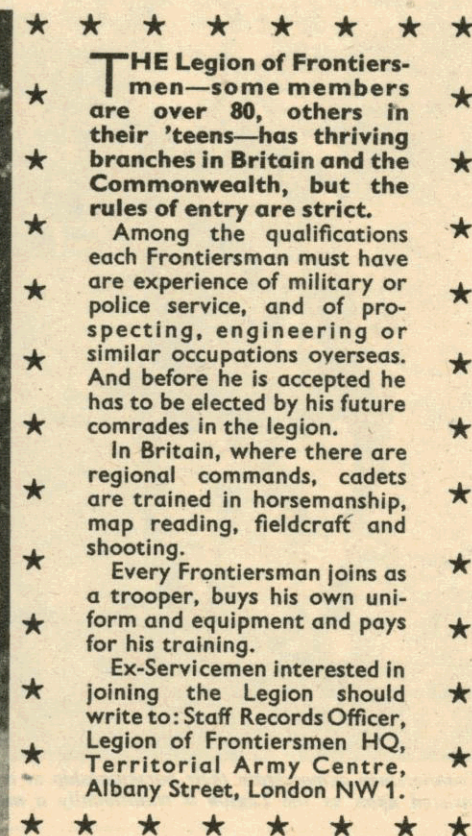 THE Legion of Frontiers-
men—some members
are over 80, others in
their 'teens—has thriving
branches in Britain and the
Commonwealth, but the
rules of entry are strict.
Among the qualifications
each Frontiersman must have
are experience of military or
police service, and of pro-
specting, engineering or
similar occupations overseas.
And before he is accepted he
has to be elected by his future
comrades in the legion.
In Britain, where there are
regional commands, cadets
are trained in horsemanship,
map reading, fieldcraft and
shooting.
Every Frontiersman joins as
a trooper, buys his own uni-
form and equipment and pays
for his training.
Ex-Servicemen interested in
joining the Legion should
write to: Staff Records Officer,
Legion of Frontiersmen HQ,
Territorial Army Centre,
Albany Street, London NW1.